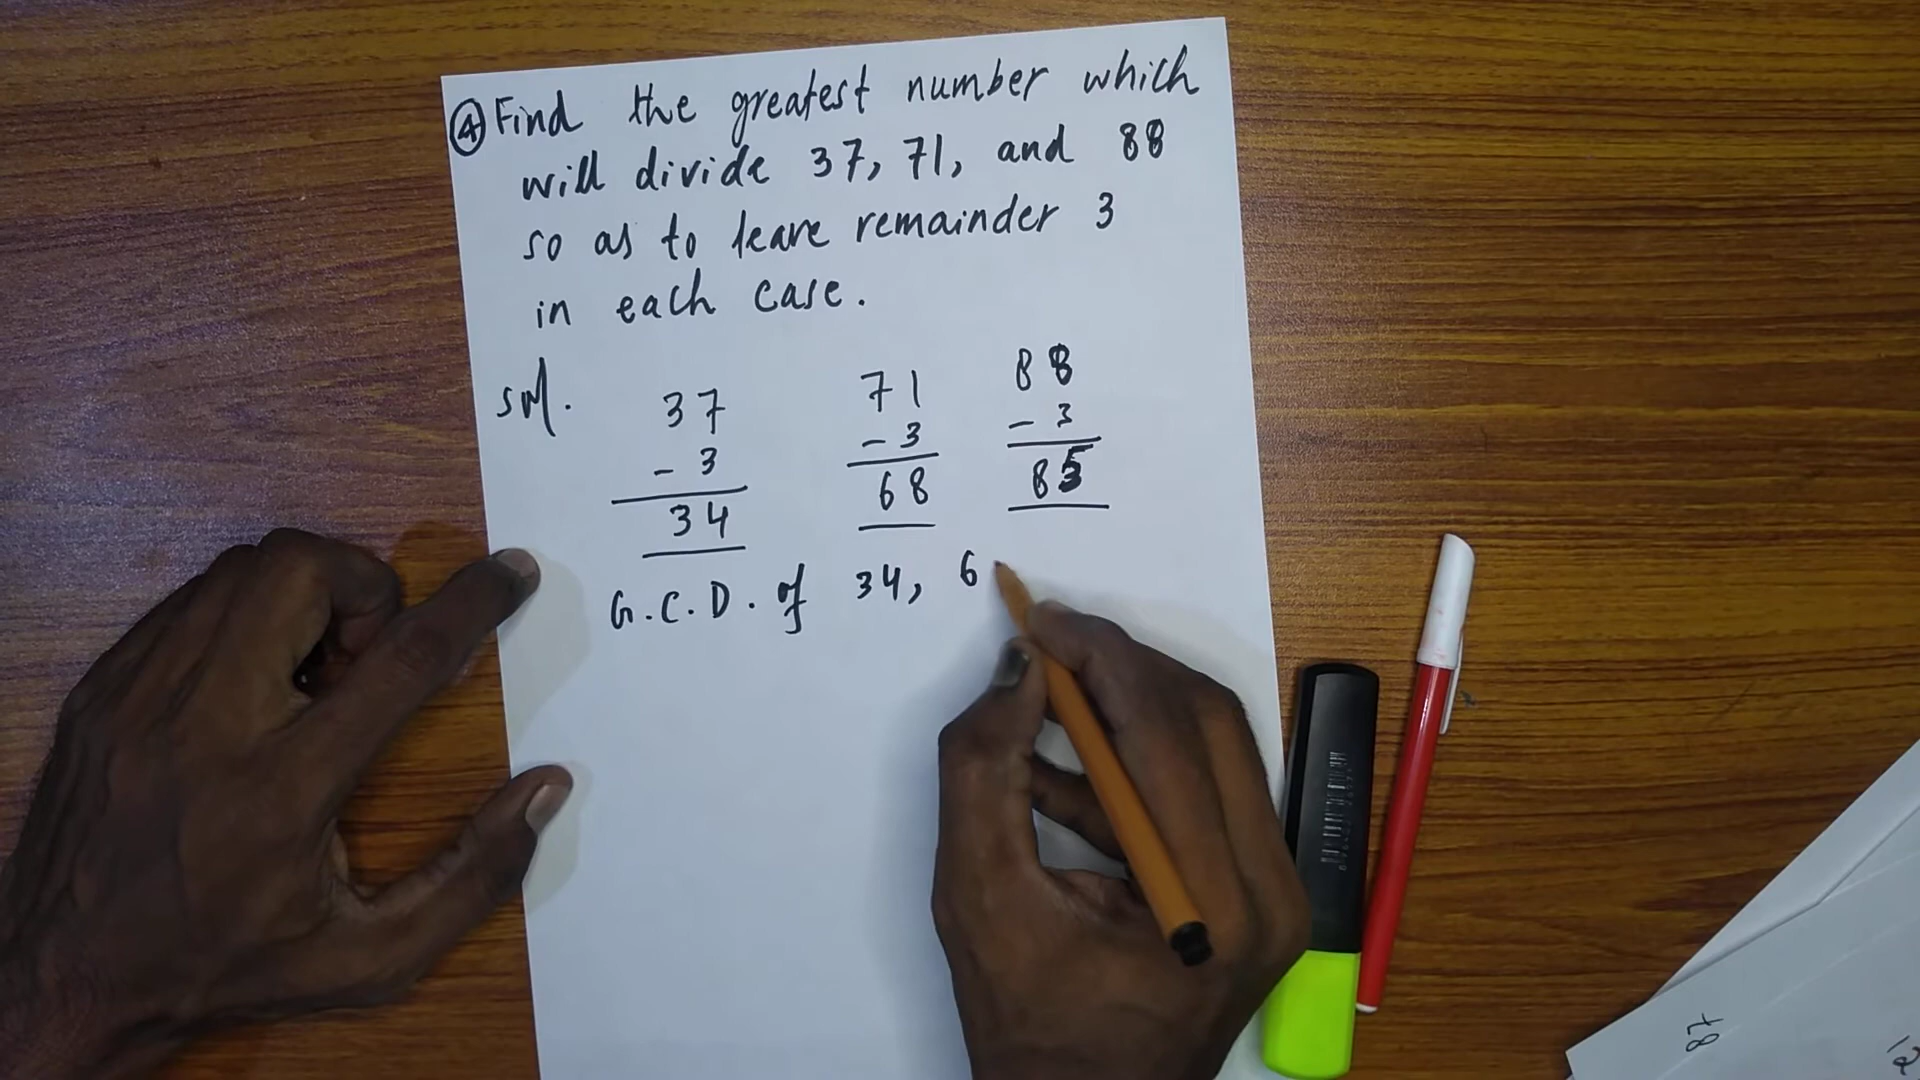 ④ Find the greatest number which
will divide 37, 71, and 88
so as to leave remainder 3
in each case.
Sol.
37
- 3
34
71
- 3
68
88
- 3
85
G.C.D. of 34, 6